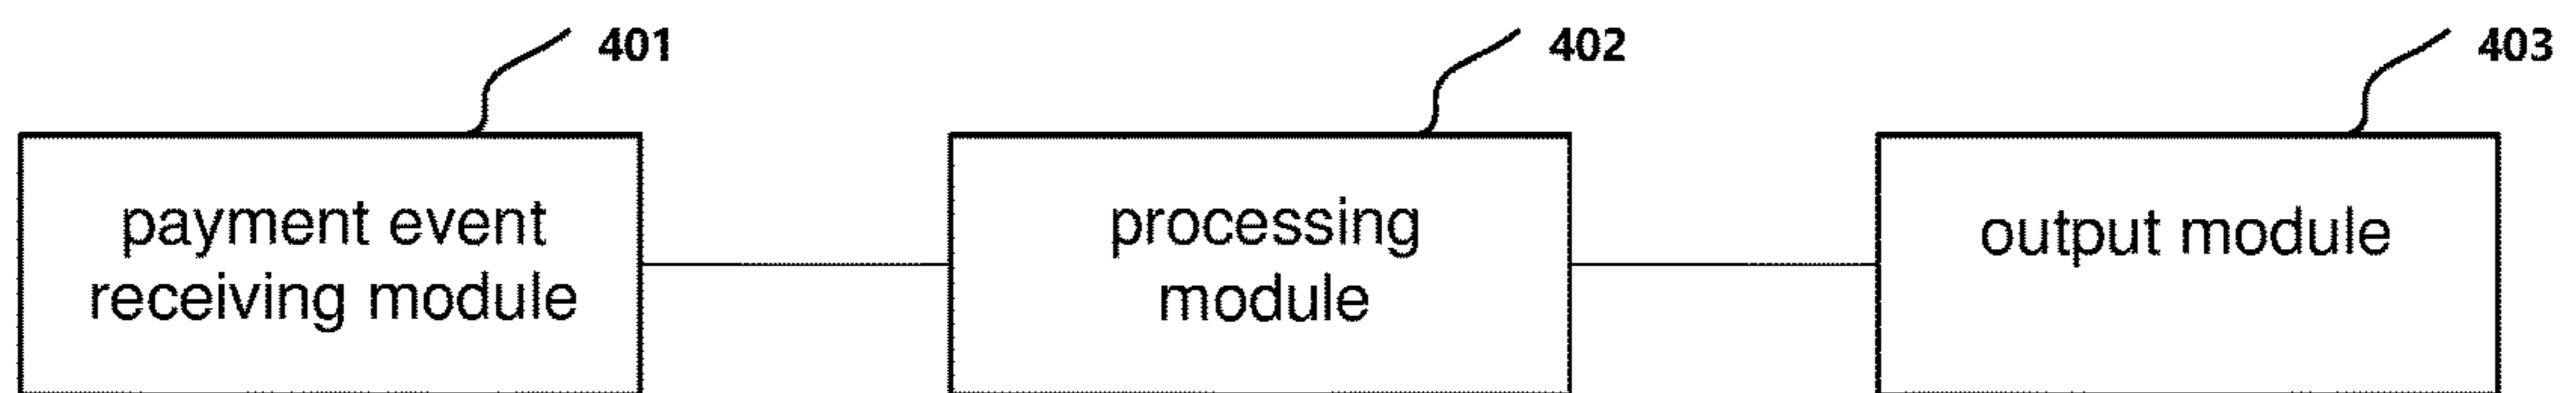 401
402
403
payment event
receiving module
processing
module
output module